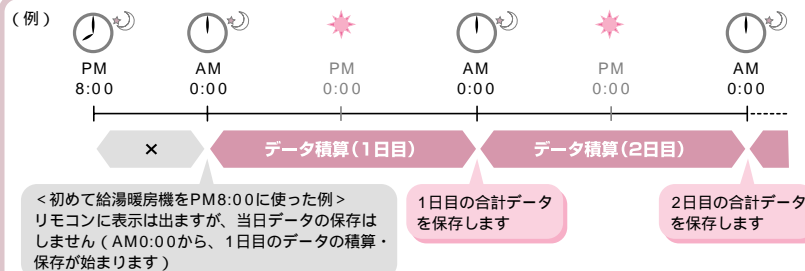 (例)
PM AM PM AM PM AM
8:00 0:00 0:00 0:00 0:00 0:00
× データ積算(1日目) データ積算(2日目)
<初めて給湯暖房機をPM8:00に使った例>
リモコンに表示は出ますが、当日データの保存は
しません(AM0:00から、1日目のデータの積算・
保存が始まります)
1日目の合計データ
を保存します
2日目の合計データ
を保存します